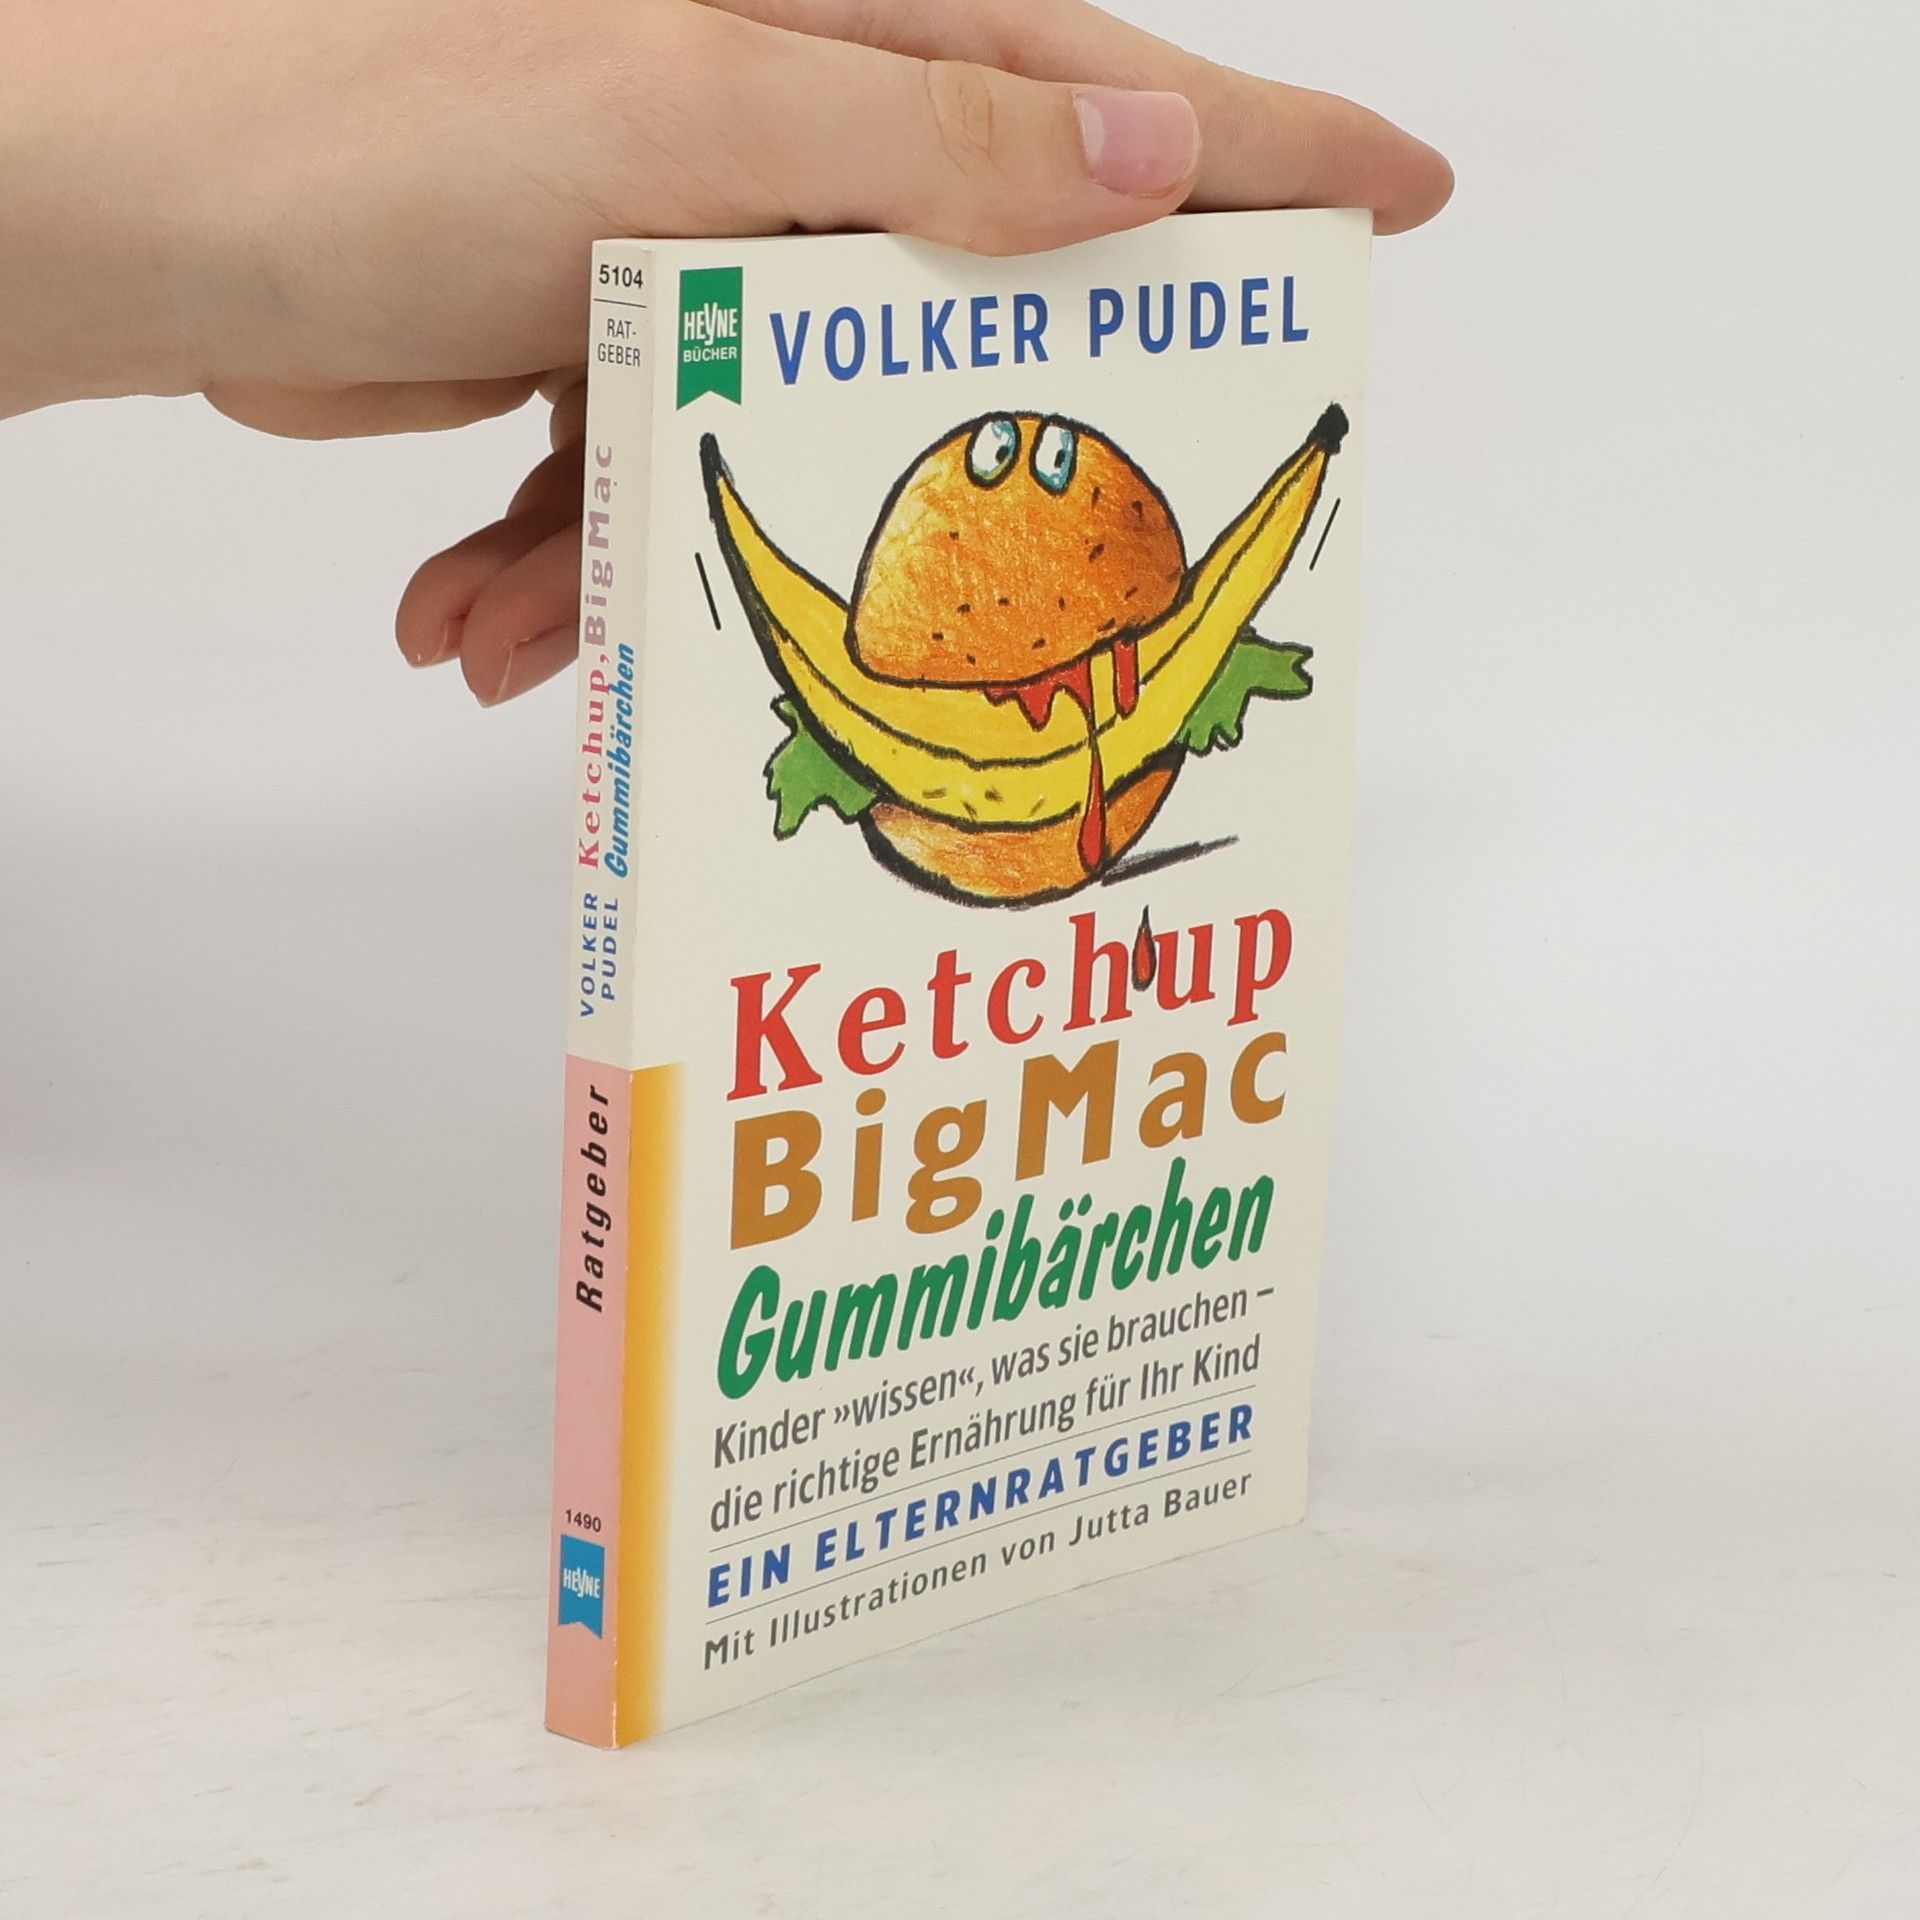 5104
RAT-
GEBER
VOLKER
PUDEL
Ketchup, BigMac
Gummibärchen
Ratgeber
1490
HEYNE
HEYNE
BÜCHER
VOLKER PUDEL
Ketchup
BigMac
Gummibärchen
Kinder »wissen«, was sie brauchen –
die richtige Ernährung für Ihr Kind
EIN ELTERNRATGEBER
Mit Illustrationen von Jutta Bauer